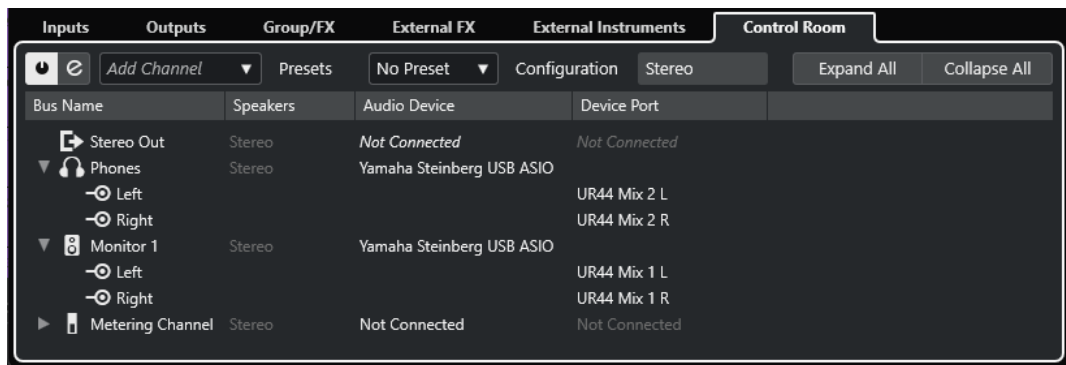 Inputs Outputs Group/FX External FX External Instruments Control Room
Add Channel Presets No Preset Configuration Stereo Expand All Collapse All
Bus Name Speakers Audio Device Device Port
Stereo Out Stereo Not Connected Not Connected
Phones Stereo Yamaha Steinberg USB ASIO
Left UR44 Mix 2 L
Right UR44 Mix 2 R
Monitor 1 Stereo Yamaha Steinberg USB ASIO
Left UR44 Mix 1 L
Right UR44 Mix 1 R
Metering Channel Stereo Not Connected Not Connected